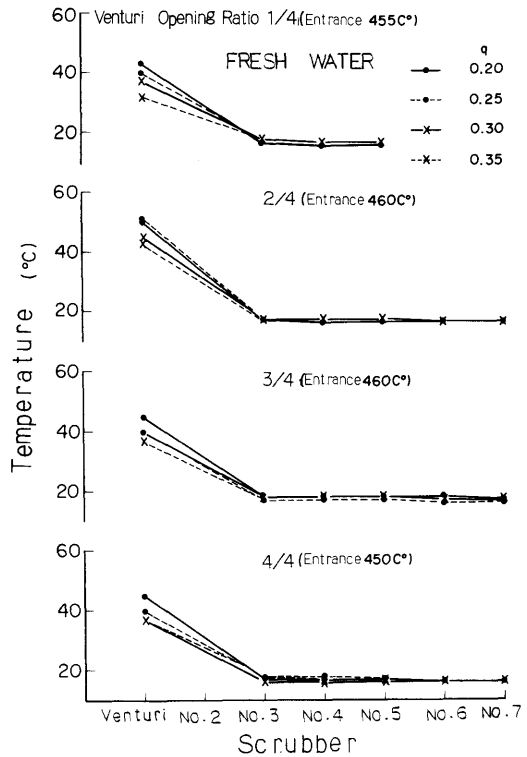 Venturi Opening Ratio 1/4 (Entrance 455C°)
FRESH WATER
q
0.20
0.25
0.30
0.35
60
40
20
2/4 (Entrance 460C°)
60
40
20
3/4 (Entrance 460C°)
60
40
20
4/4 (Entrance 450C°)
60
40
20
Temperature (°C)
Venturi No.2 No.3 No.4 No.5 No.6 No.7
Scrubber